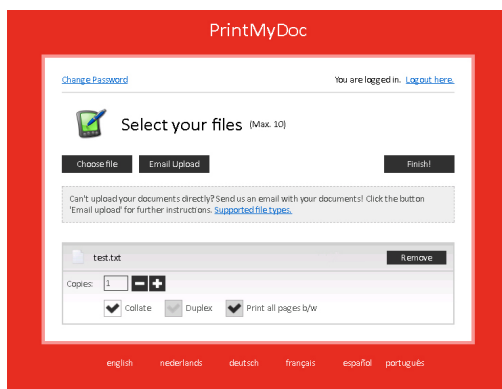 PrintMyDoc
Change Password
You are logged in. Logout here.
Select your files (Max. 10)
Choose file
Email Upload
Finish!
Can't upload your documents directly? Send us an email with your documents! Click the button
'Email upload' for further instructions. Supported file types.
test.txt
Remove
Copies: 1
Collate
Duplex
Print all pages b/w
english nederlands deutsch français español português